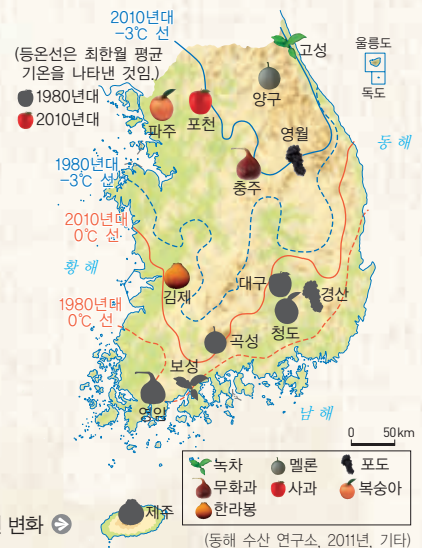 2010년대
-3℃ 선
(등온선은 최한월 평균
기온을 나타낸 것임.)
1980년대
2010년대
고성
울릉도
독도
양구
파주
포천
영월
동해
충주
1980년대
-3℃ 선
2010년대
0℃ 선
황해
김제
대구
경산
청도
1980년대
0℃ 선
곡성
보성
영암
남해
0 50km
녹차 멜론 포도
무화과 사과 복숭아
한라봉
제주
변화
(동해 수산 연구소, 2011년, 기타)